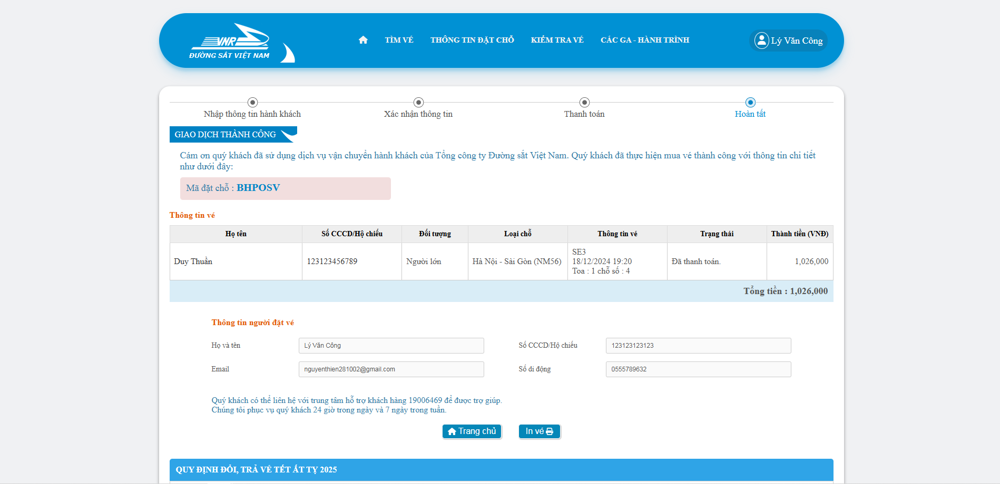 VNR
ĐƯỜNG SẮT VIỆT NAM
TÌM VÉ
THÔNG TIN ĐẶT CHỖ
KIỂM TRA VÉ
CÁC GA - HÀNH TRÌNH
Lý Văn Công
Nhập thông tin hành khách
Xác nhận thông tin
Thanh toán
Hoàn tất
GIAO DỊCH THÀNH CÔNG
Cám ơn quý khách đã sử dụng dịch vụ vận chuyển hành khách của Tổng công ty Đường sắt Việt Nam. Quý khách đã thực hiện mua vé thành công với thông tin chi tiết
như dưới đây:
Mã đặt chỗ : BHPOSV
Thông tin vé
Họ tên
Số CCCD/Hộ chiếu
Đối tượng
Loại chỗ
Thông tin vé
Trạng thái
Thành tiền (VNĐ)
Duy Thuẩn
123123456789
Người lớn
Hà Nội - Sài Gòn (NM56)
SE3
18/12/2024 19:20
Toa : 1 chỗ số : 4
Đã thanh toán.
1,026,000
Tổng tiền : 1,026,000
Thông tin người đặt vé
Họ và tên
Lý Văn Công
Số CCCD/Hộ chiếu
123123123123
Email
nguyenthien281002@gmail.com
Số di động
0555789632
Quý khách có thể liên hệ với trung tâm hỗ trợ khách hàng 19006469 để được trợ giúp.
Chúng tôi phục vụ quý khách 24 giờ trong ngày và 7 ngày trong tuần.
Trang chủ
In vé
QUY ĐỊNH ĐỔI, TRẢ VÉ TẾT ẤT TỴ 2025